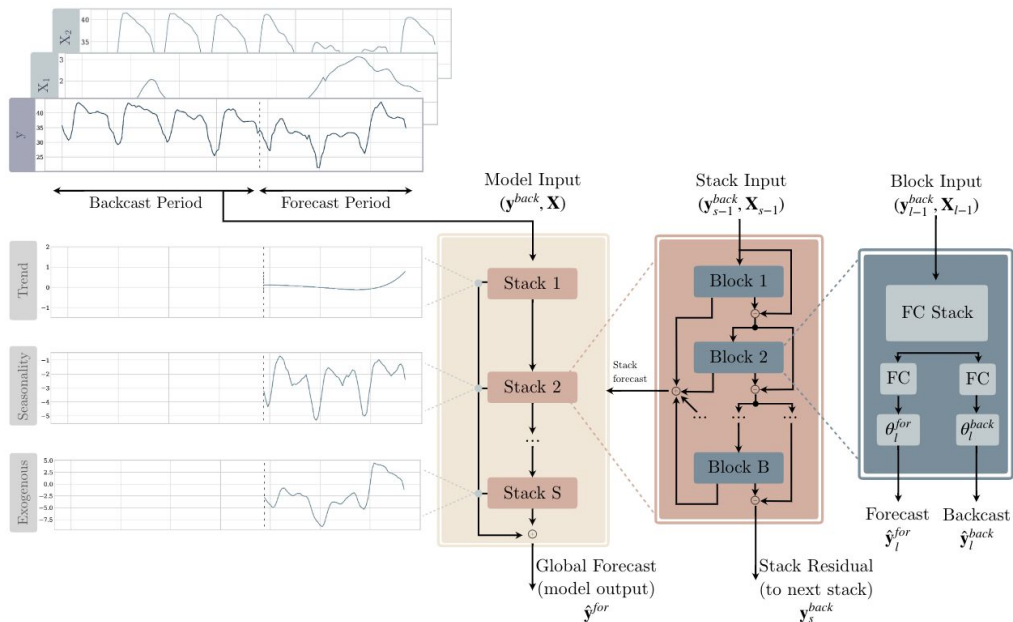 X₂
40
35
X₁
3
2
y
40
35
30
25
Backcast Period
Forecast Period
Model Input
(y^back, X)
Stack Input
(y^back_s−1, X_s−1)
Block Input
(y^back_l−1, X_l−1)
Trend
2
1
0
−1
Seasonality
−1
−2
−3
−4
−5
Exogenous
5.0
2.5
0.0
−2.5
−5.0
−7.5
Stack 1
Stack 2
...
Stack S
Global Forecast
(model output)
ŷ^for
Stack
forecast
Block 1
Block 2
... ... ...
Block B
Stack Residual
(to next stack)
y^back_s
FC Stack
FC FC
θ^for_l θ^back_l
Forecast
ŷ^for_l
Backcast
ŷ^back_l